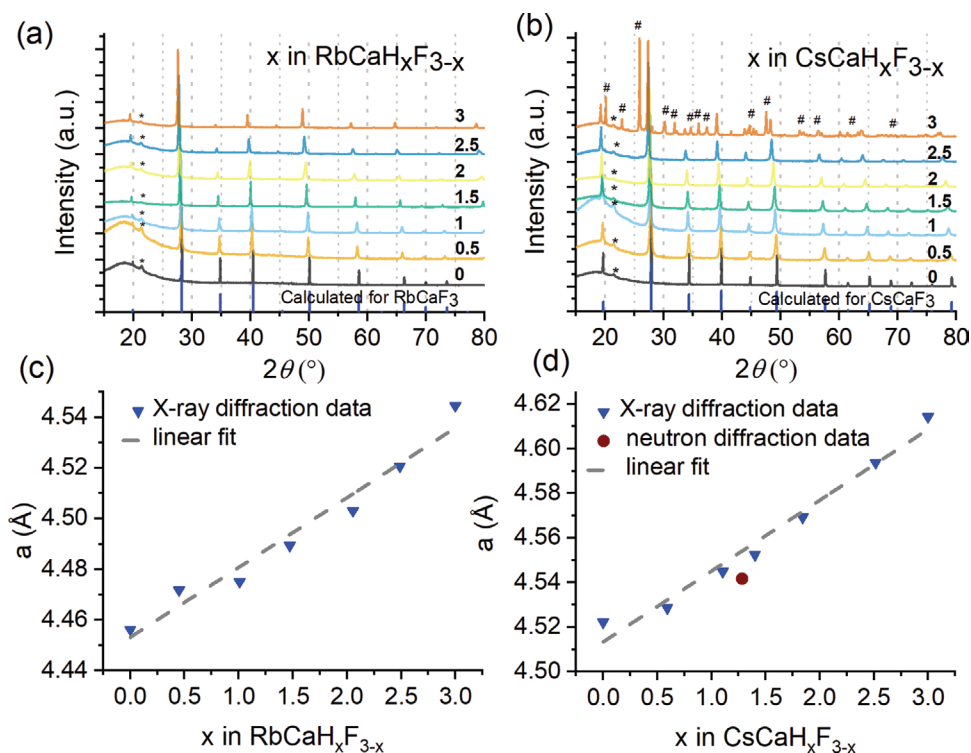 (a)
x in RbCaHxF3-x
Intensity (a.u.)
* 3
* 2.5
* 2
* 1.5
* 1
* 0.5
* 0
Calculated for RbCaF3
15 20 30 40 50 60 70 80
2θ (°)
(b)
x in CsCaHxF3-x
Intensity (a.u.)
# # # # # # # # # # # # # #
* 3
* 2.5
* 2
* 1.5
* 1
* 0.5
* 0
Calculated for CsCaF3
15 20 30 40 50 60 70 80
2θ (°)
(c)
X-ray diffraction data
linear fit
a (Å)
4.54
4.52
4.50
4.48
4.46
4.44
0.0 0.5 1.0 1.5 2.0 2.5 3.0
x in RbCaHxF3-x
(d)
X-ray diffraction data
neutron diffraction data
linear fit
a (Å)
4.62
4.60
4.58
4.56
4.54
4.52
4.50
0.0 0.5 1.0 1.5 2.0 2.5 3.0
x in CsCaHxF3-x